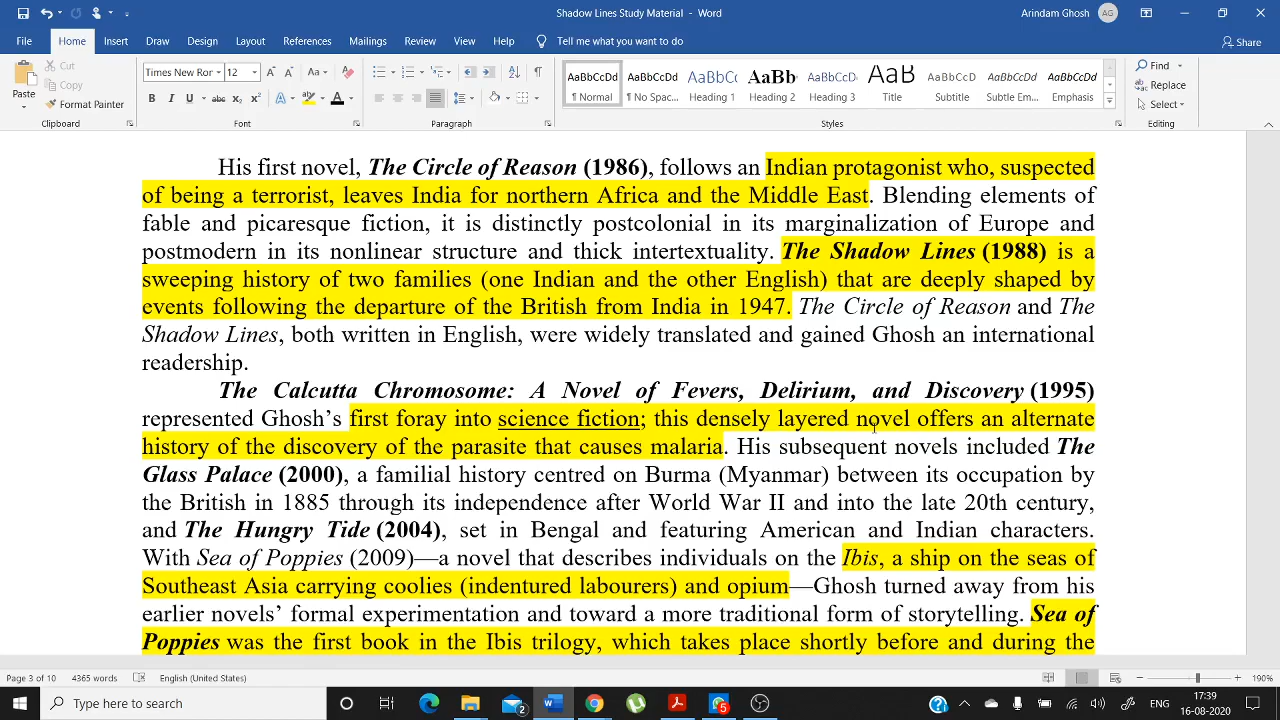 Shadow Lines Study Material - Word
Arindam Ghosh AG
File Home Insert Draw Design Layout References Mailings Review View Help Tell me what you want to do Share
Paste
Cut
Copy
Format Painter
Clipboard
Times New Ror 12
Font
Paragraph
AaBbCcDd AaBbCcDd AaBbCc AaBb AaBbCcD AaB AaBbCcD AaBbCcDd AaBbCcDd
¶ Normal ¶ No Spac... Heading 1 Heading 2 Heading 3 Title Subtitle Subtle Em... Emphasis
Styles
Find
Replace
Select
Editing
His first novel, The Circle of Reason (1986), follows an Indian protagonist who, suspected
of being a terrorist, leaves India for northern Africa and the Middle East. Blending elements of
fable and picaresque fiction, it is distinctly postcolonial in its marginalization of Europe and
postmodern in its nonlinear structure and thick intertextuality. The Shadow Lines (1988) is a
sweeping history of two families (one Indian and the other English) that are deeply shaped by
events following the departure of the British from India in 1947. The Circle of Reason and The
Shadow Lines, both written in English, were widely translated and gained Ghosh an international
readership.
The Calcutta Chromosome: A Novel of Fevers, Delirium, and Discovery (1995)
represented Ghosh’s first foray into science fiction; this densely layered novel offers an alternate
history of the discovery of the parasite that causes malaria. His subsequent novels included The
Glass Palace (2000), a familial history centred on Burma (Myanmar) between its occupation by
the British in 1885 through its independence after World War II and into the late 20th century,
and The Hungry Tide (2004), set in Bengal and featuring American and Indian characters.
With Sea of Poppies (2009)—a novel that describes individuals on the Ibis, a ship on the seas of
Southeast Asia carrying coolies (indentured labourers) and opium—Ghosh turned away from his
earlier novels’ formal experimentation and toward a more traditional form of storytelling. Sea of
Poppies was the first book in the Ibis trilogy, which takes place shortly before and during the
Page 3 of 10 4365 words English (United States) 190%
Type here to search
2
5
ENG
17:39
16-08-2020